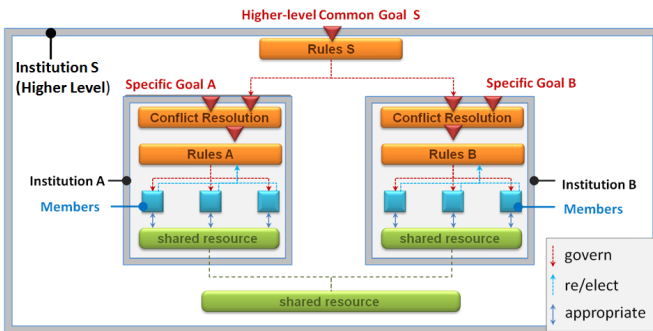 Higher-level Common Goal S
Rules S
Institution S
(Higher Level)
Specific Goal A
Specific Goal B
Conflict Resolution
Conflict Resolution
Rules A
Rules B
Institution A
Institution B
Members
Members
shared resource
shared resource
shared resource
govern
re/elect
appropriate